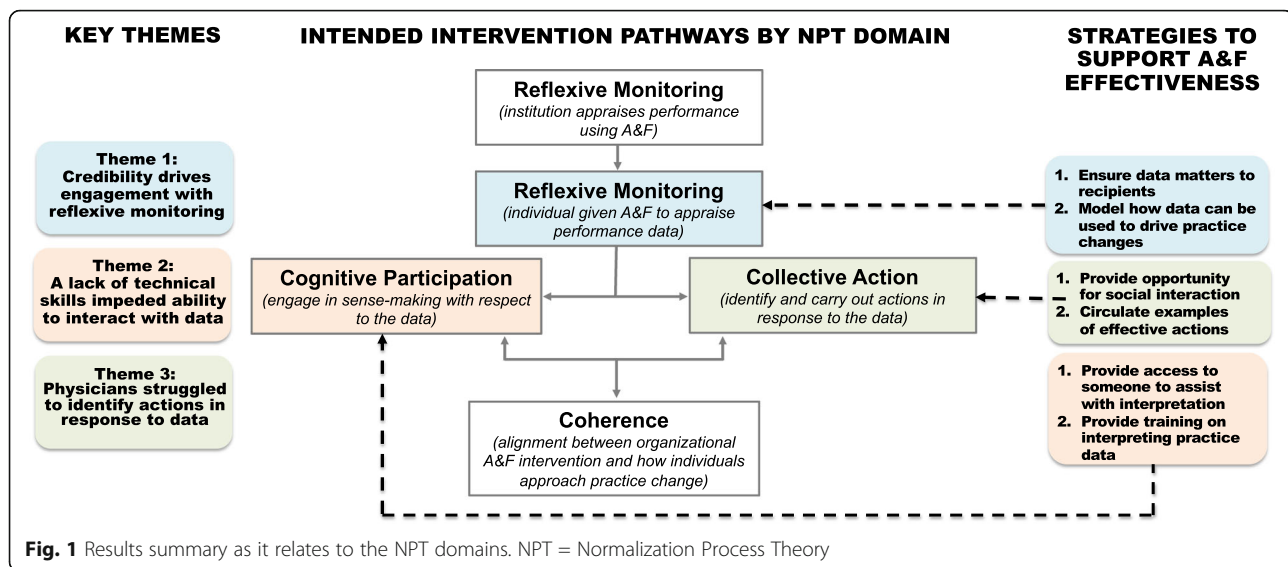 KEY THEMES
Theme 1:
Credibility drives
engagement with
reflexive monitoring
Theme 2:
A lack of technical
skills impeded ability
to interact with data
Theme 3:
Physicians struggled
to identify actions in
response to data
INTENDED INTERVENTION PATHWAYS BY NPT DOMAIN
Reflexive Monitoring
(institution appraises performance
using A&F)
Reflexive Monitoring
(individual given A&F to appraise
performance data)
Cognitive Participation
(engage in sense-making with respect
to the data)
Collective Action
(identify and carry out actions in
response to the data)
Coherence
(alignment between organizational
A&F intervention and how individuals
approach practice change)
STRATEGIES TO
SUPPORT A&F
EFFECTIVENESS
1. Ensure data matters to
recipients
2. Model how data can be
used to drive practice
changes
1. Provide opportunity
for social interaction
2. Circulate examples
of effective actions
1. Provide access to
someone to assist
with interpretation
2. Provide training on
interpreting practice
data
Fig. 1 Results summary as it relates to the NPT domains. NPT = Normalization Process Theory